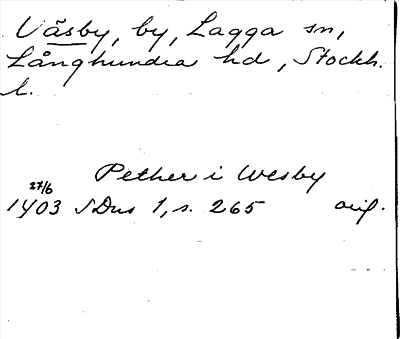 Väsby, by, Lagga sn,
Långhundra hd, Stockh.
l.
Pether i Wesby
27/6
1403 SDns 1, s. 265 orig.